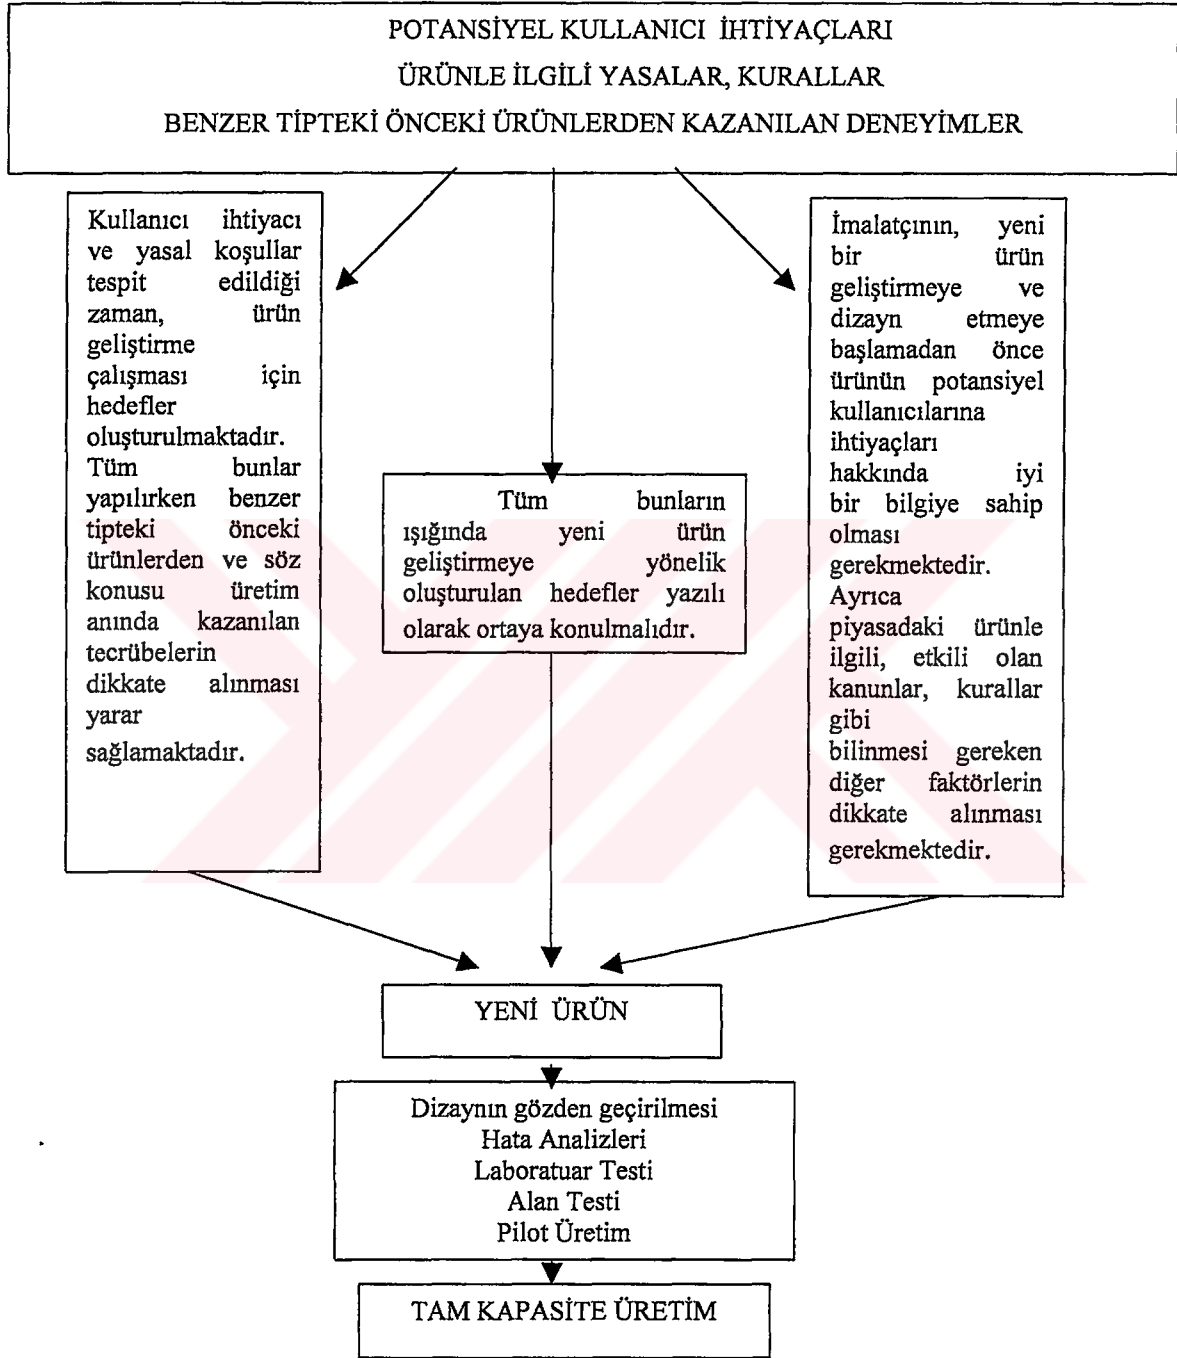 POTANSİYEL KULLANICI İHTİYAÇLARI
ÜRÜNLE İLGİLİ YASALAR, KURALLAR
BENZER TİPTEKİ ÖNCEKİ ÜRÜNLERDEN KAZANILAN DENEYİMLER
Kullanıcı ihtiyacı
ve yasal koşullar
tespit edildiği
zaman, ürün
geliştirme
çalışması için
hedefler
oluşturulmaktadır.
Tüm bunlar
yapılırken benzer
tipteki önceki
ürünlerden ve söz
konusu üretim
anında kazanılan
tecrübelerin
dikkate alınması
yarar
sağlamaktadır.
Tüm bunların
ışığında yeni ürün
geliştirmeye yönelik
oluşturulan hedefler yazılı
olarak ortaya konulmalıdır.
İmalatçının, yeni
bir ürün
geliştirmeye ve
dizayn etmeye
başlamadan önce
ürünün potansiyel
kullanıcılarına
ihtiyaçları
hakkında iyi
bir bilgiye sahip
olması
gerekmektedir.
Ayrıca
piyasadaki ürünle
ilgili, etkili olan
kanunlar, kurallar
gibi
bilinmesi gereken
diğer faktörlerin
dikkate alınması
gerekmektedir.
YENİ ÜRÜN
Dizaynın gözden geçirilmesi
Hata Analizleri
Laboratuar Testi
Alan Testi
Pilot Üretim
TAM KAPASİTE ÜRETİM